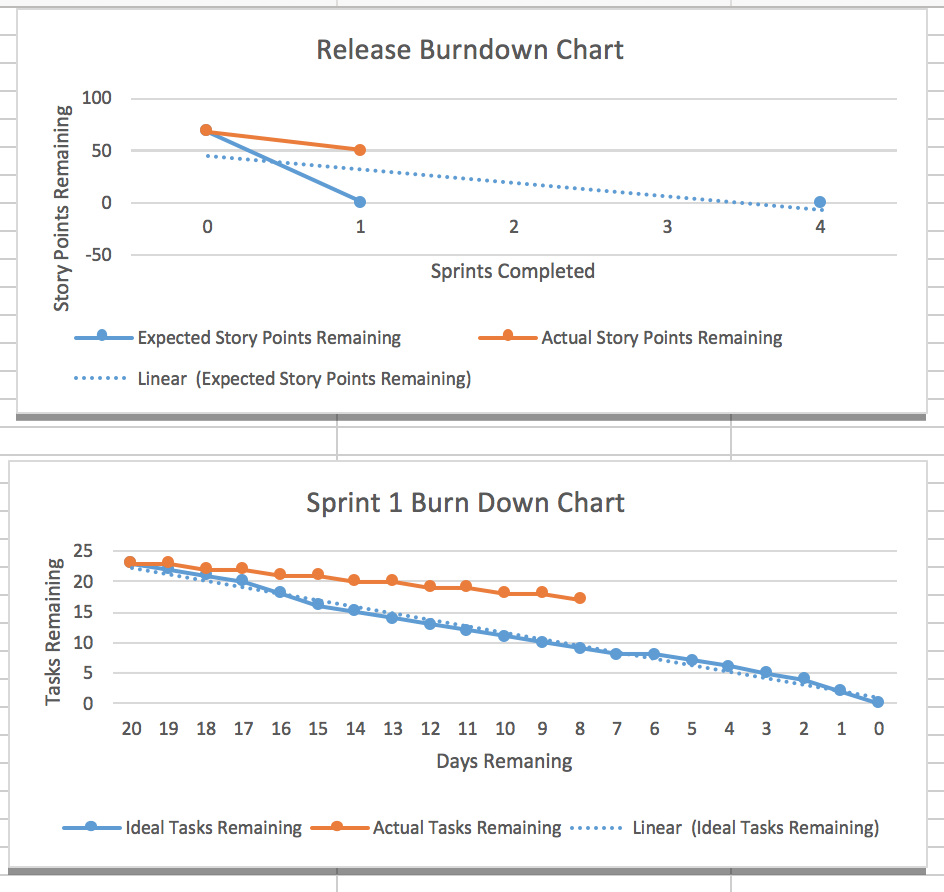 Release Burndown Chart
Story Points Remaining
100
50
0
-50
0 1 2 3 4
Sprints Completed
Expected Story Points Remaining Actual Story Points Remaining
Linear (Expected Story Points Remaining)
Sprint 1 Burn Down Chart
Tasks Remaining
25
20
15
10
5
0
20 19 18 17 16 15 14 13 12 11 10 9 8 7 6 5 4 3 2 1 0
Days Remaning
Ideal Tasks Remaining Actual Tasks Remaining Linear (Ideal Tasks Remaining)